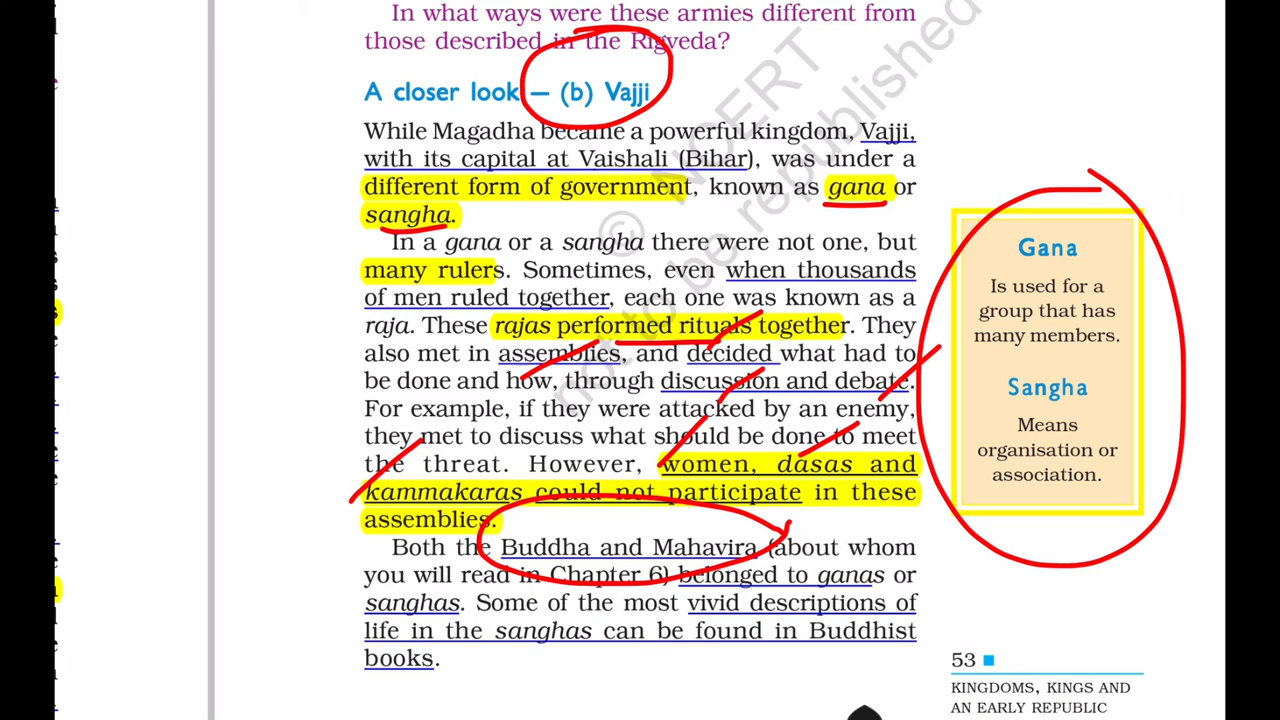 In what ways were these armies different from
those described in the Rigveda?
A closer look — (b) Vajji
While Magadha became a powerful kingdom, Vajji,
with its capital at Vaishali (Bihar), was under a
different form of government, known as gana or
sangha.
In a gana or a sangha there were not one, but
many rulers. Sometimes, even when thousands
of men ruled together, each one was known as a
raja. These rajas performed rituals together. They
also met in assemblies, and decided what had to
be done and how, through discussion and debate.
For example, if they were attacked by an enemy,
they met to discuss what should be done to meet
the threat. However, women, dasas and
kammakaras could not participate in these
assemblies.
Both the Buddha and Mahavira (about whom
you will read in Chapter 6) belonged to ganas or
sanghas. Some of the most vivid descriptions of
life in the sanghas can be found in Buddhist
books.
Gana
Is used for a
group that has
many members.
Sangha
Means
organisation or
association.
53
KINGDOMS, KINGS AND
AN EARLY REPUBLIC
© NCERT
not to be republished